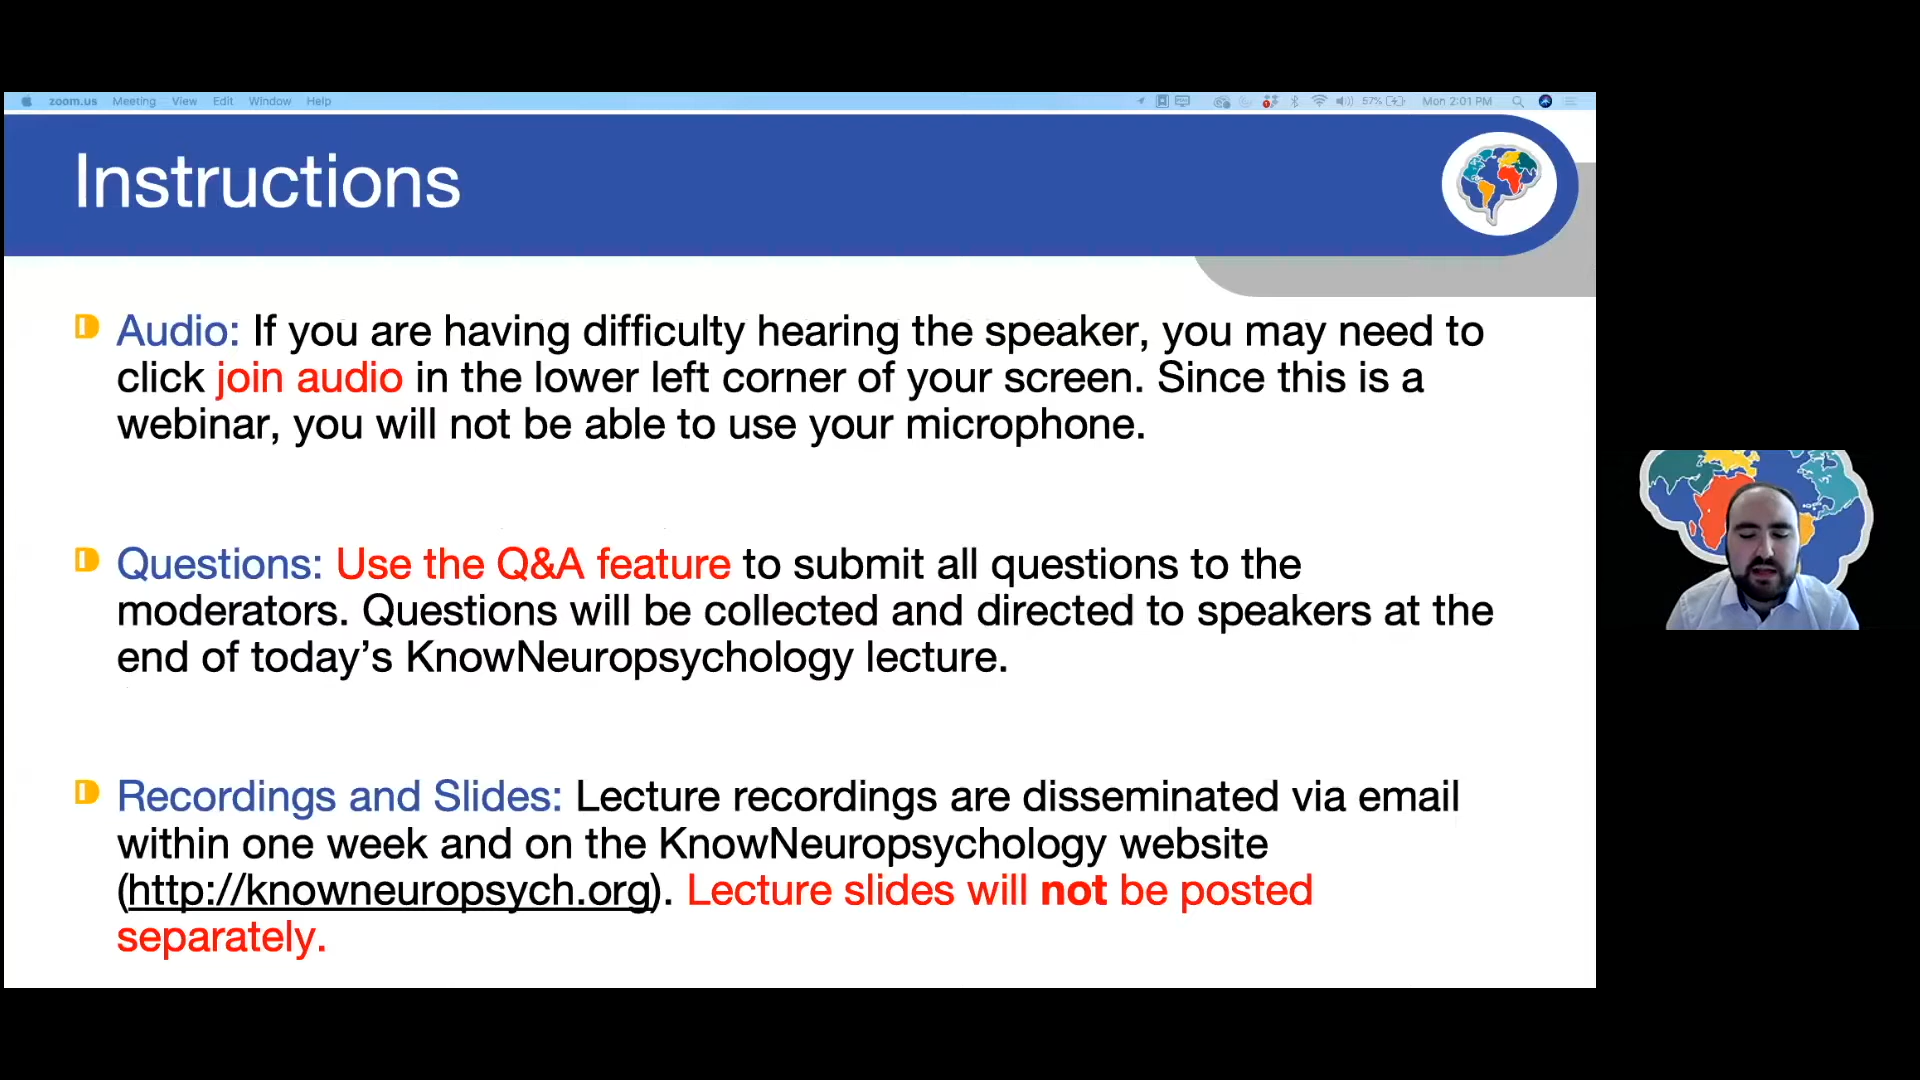 zoom.us Meeting View Edit Window Help 57% Mon 2:01 PM
Instructions
Audio: If you are having difficulty hearing the speaker, you may need to
click join audio in the lower left corner of your screen. Since this is a
webinar, you will not be able to use your microphone.
Questions: Use the Q&A feature to submit all questions to the
moderators. Questions will be collected and directed to speakers at the
end of today’s KnowNeuropsychology lecture.
Recordings and Slides: Lecture recordings are disseminated via email
within one week and on the KnowNeuropsychology website
(http://knowneuropsych.org). Lecture slides will not be posted
separately.